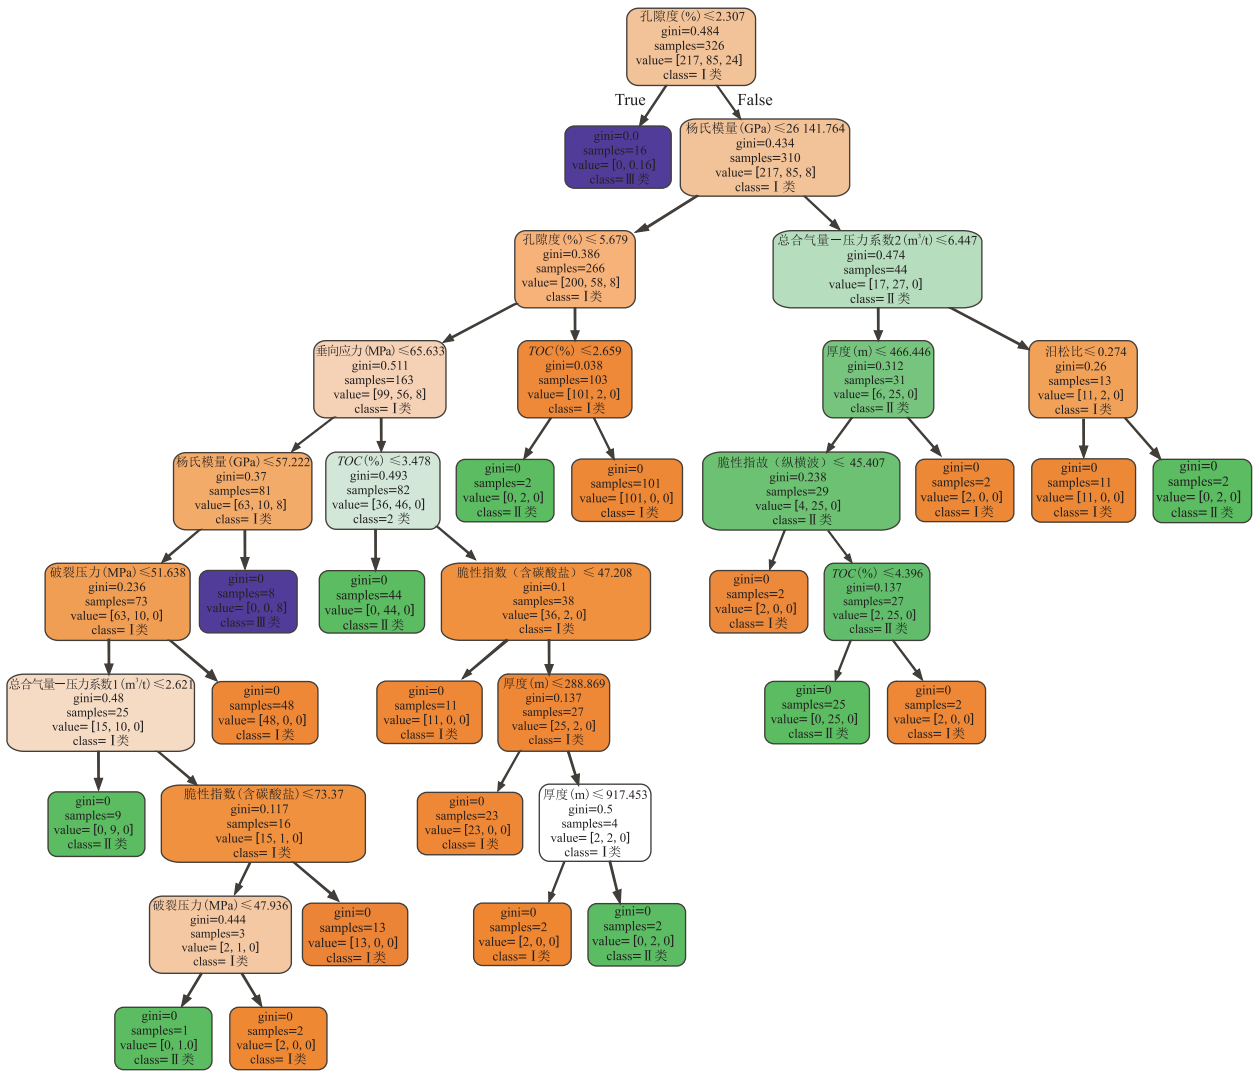 孔隙度(%)≤2.307
gini=0.484
samples=326
value= [217, 85, 24]
class= Ⅰ 类
True
False
gini=0.0
samples=16
value= [0, 0.16]
class=Ⅲ 类
杨氏模量(GPa)≤26 141.764
gini=0.434
samples=310
value= [217, 85, 8]
class= Ⅰ 类
孔隙度(%)≤5.679
gini=0.386
samples=266
value= [200, 58, 8]
class= Ⅰ类
总合气量—压力系数2(m³/t)≤6.447
gini=0.474
samples=44
value= [17, 27, 0]
class=Ⅱ 类
垂向应力(MPa)≤65.633
gini=0.511
samples=163
value= [99, 56, 8]
class= Ⅰ类
TOC(%)≤2.659
gini=0.038
samples=103
value= [101, 2, 0]
class= Ⅰ类
厚度(m)≤466.446
gini=0.312
samples=31
value= [6, 25, 0]
class=Ⅱ 类
泊松比≤0.274
gini=0.26
samples=13
value= [11, 2, 0]
class= Ⅰ类
杨氏模量(GPa)≤57.222
gini=0.37
samples=81
value= [63, 10, 8]
class= Ⅰ类
TOC(%)≤3.478
gini=0.493
samples=82
value= [36, 46, 0]
class=2 类
gini=0
samples=2
value= [0, 2, 0]
class=Ⅱ类
gini=0
samples=101
value= [101, 0, 0]
class= Ⅰ类
脆性指故（纵横波）≤ 45.407
gini=0.238
samples=29
value= [4, 25, 0]
class=Ⅱ类
gini=0
samples=2
value= [2, 0, 0]
class= Ⅰ类
gini=0
samples=11
value= [11, 0, 0]
class= Ⅰ类
gini=0
samples=2
value= [0, 2, 0]
class=Ⅱ 类
破裂压力(MPa)≤51.638
gini=0.236
samples=73
value= [63, 10, 0]
class= Ⅰ类
gini=0
samples=8
value= [0, 0, 8]
class=Ⅲ类
gini=0
samples=44
value= [0, 44, 0]
class=Ⅱ 类
脆性指数（含碳酸盐）≤ 47.208
gini=0.1
samples=38
value= [36, 2, 0]
class= Ⅰ类
gini=0
samples=2
value= [2, 0, 0]
class= Ⅰ类
TOC(%)≤4.396
gini=0.137
samples=27
value= [2, 25, 0]
class=Ⅱ类
总合气量—压力系数1(m³/t)≤2.621
gini=0.48
samples=25
value= [15, 10, 0]
class= Ⅰ类
gini=0
samples=48
value= [48, 0, 0]
class= Ⅰ类
gini=0
samples=11
value= [11, 0, 0]
class= Ⅰ类
厚度(m)≤288.869
gini=0.137
samples=27
value= [25, 2, 0]
class= Ⅰ类
gini=0
samples=25
value= [0, 25, 0]
class=Ⅱ类
gini=0
samples=2
value= [2, 0, 0]
class= Ⅰ类
gini=0
samples=9
value= [0, 9, 0]
class=Ⅱ 类
脆性指数(含碳酸盐)≤73.37
gini=0.117
samples=16
value= [15, 1, 0]
class= Ⅰ类
gini=0
samples=23
value= [23, 0, 0]
class= Ⅰ类
厚度(m)≤917.453
gini=0.5
samples=4
value= [2, 2, 0]
class= Ⅰ类
破裂压力(MPa)≤47.936
gini=0.444
samples=3
value= [2, 1, 0]
class= Ⅰ类
gini=0
samples=13
value= [13, 0, 0]
class= Ⅰ类
gini=0
samples=2
value= [2, 0, 0]
class= Ⅰ类
gini=0
samples=2
value= [0, 2, 0]
class=Ⅱ 类
gini=0
samples=1
value= [0, 1.0]
class=Ⅱ 类
gini=0
samples=2
value= [2, 0, 0]
class= Ⅰ类